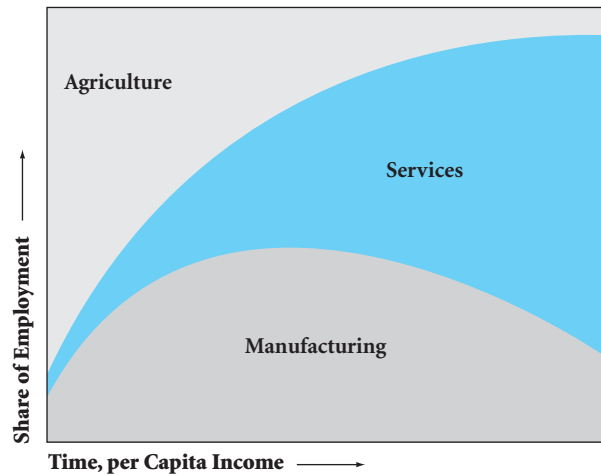 Agriculture
Services
Manufacturing
Share of Employment
Time, per Capita Income